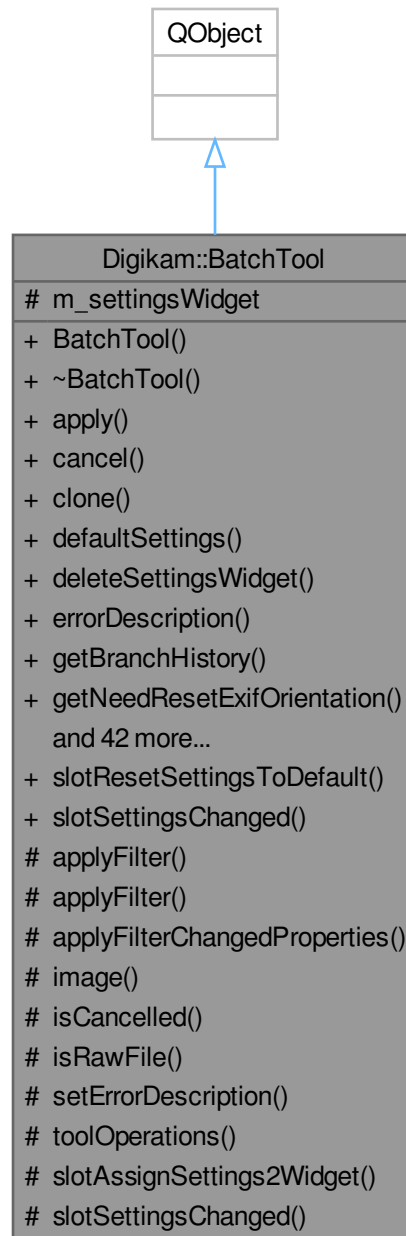 QObject
Digikam::BatchTool
# m_settingsWidget
+ BatchTool()
+ ~BatchTool()
+ apply()
+ cancel()
+ clone()
+ defaultSettings()
+ deleteSettingsWidget()
+ errorDescription()
+ getBranchHistory()
+ getNeedResetExifOrientation()
and 42 more...
+ slotResetSettingsToDefault()
+ slotSettingsChanged()
# applyFilter()
# applyFilter()
# applyFilterChangedProperties()
# image()
# isCancelled()
# isRawFile()
# setErrorDescription()
# toolOperations()
# slotAssignSettings2Widget()
# slotSettingsChanged()